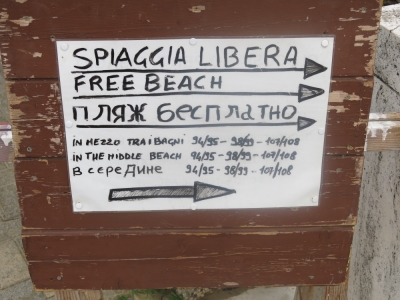 SPIAGGIA LIBERA
FREE BEACH
ПЛЯЖ БЕСПЛАТНО
IN MEZZO TRAI BAGNI 94/95 - 98/99 - 107/108
IN THE MIDDLE BEACH 94/95 - 98/99 - 107/108
В СЕРЕДИНЕ 94/95 - 98/99 - 107/108